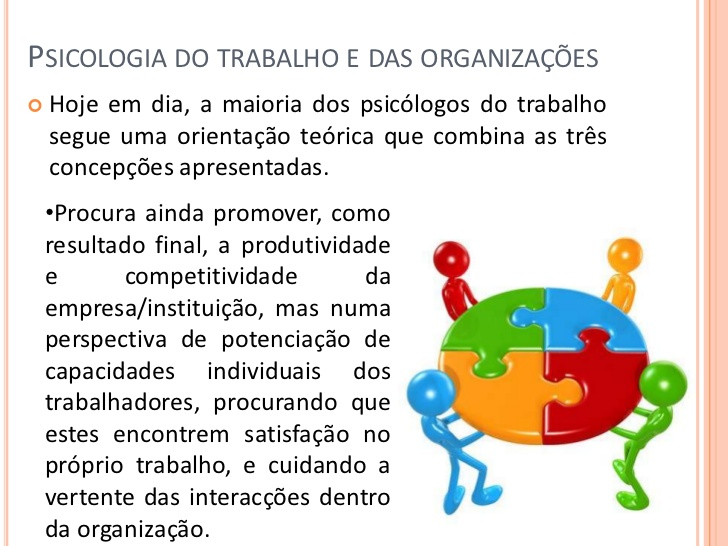 PSICOLOGIA DO TRABALHO E DAS ORGANIZAÇÕES
Hoje em dia, a maioria dos psicólogos do trabalho
segue uma orientação teórica que combina as três
concepções apresentadas.
•Procura ainda promover, como
resultado final, a produtividade
e competitividade da
empresa/instituição, mas numa
perspectiva de potenciação de
capacidades individuais dos
trabalhadores, procurando que
estes encontrem satisfação no
próprio trabalho, e cuidando a
vertente das interacções dentro
da organização.